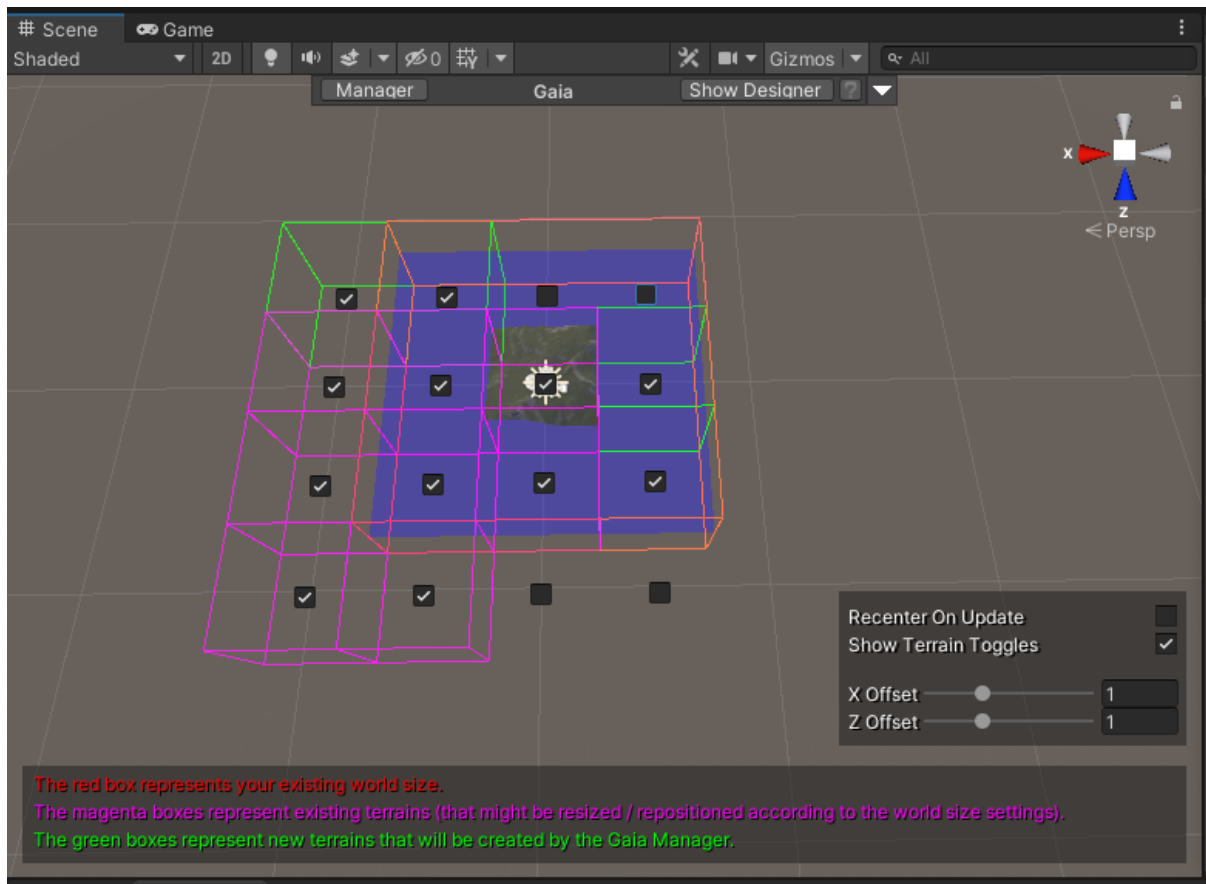 Scene Game
Shaded 2D 0 Gizmos All
Manager Gaia Show Designer ?
x
z
Persp
Recenter On Update
Show Terrain Toggles
X Offset 1
Z Offset 1
The red box represents your existing world size.
The magenta boxes represent existing terrains (that might be resized / repositioned according to the world size settings).
The green boxes represent new terrains that will be created by the Gaia Manager.